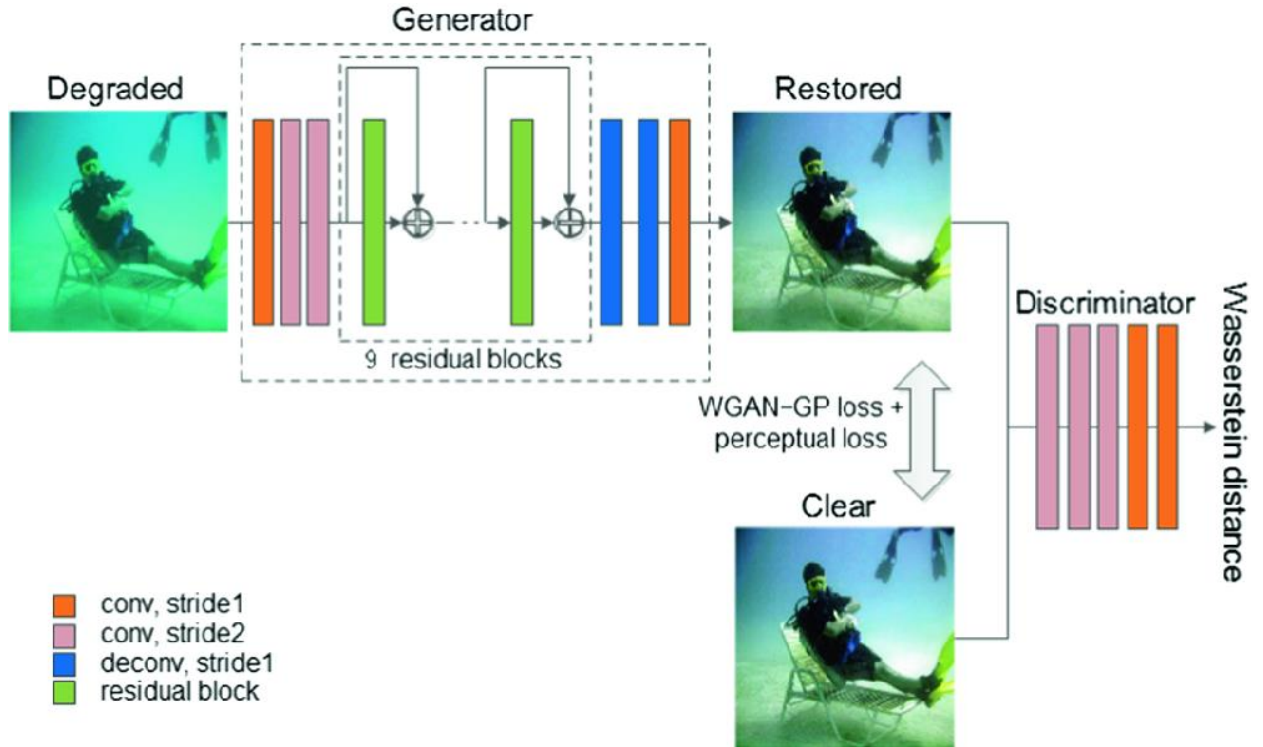 Generator
Degraded
Restored
9 residual blocks
Discriminator
Wasserstein distance
WGAN-GP loss +
perceptual loss
Clear
conv, stride1
conv, stride2
deconv, stride1
residual block